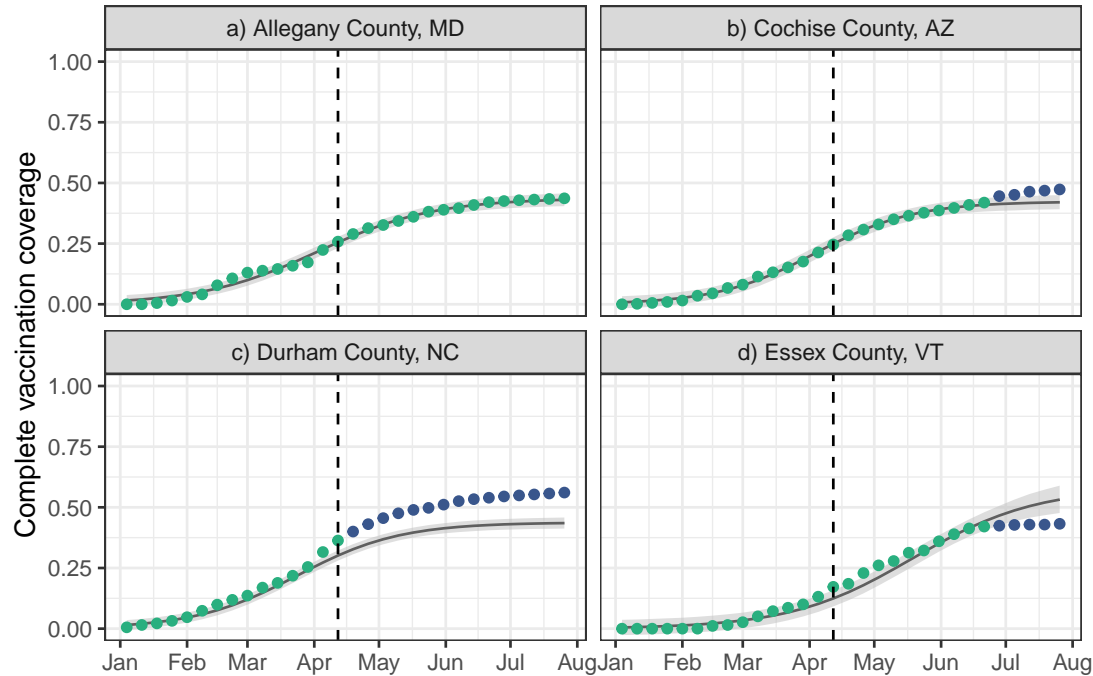 a) Allegany County, MD
b) Cochise County, AZ
1.00
0.75
0.50
0.25
0.00
c) Durham County, NC
d) Essex County, VT
1.00
0.75
0.50
0.25
0.00
Complete vaccination coverage
Jan Feb Mar Apr May Jun Jul Aug
Jan Feb Mar Apr May Jun Jul Aug